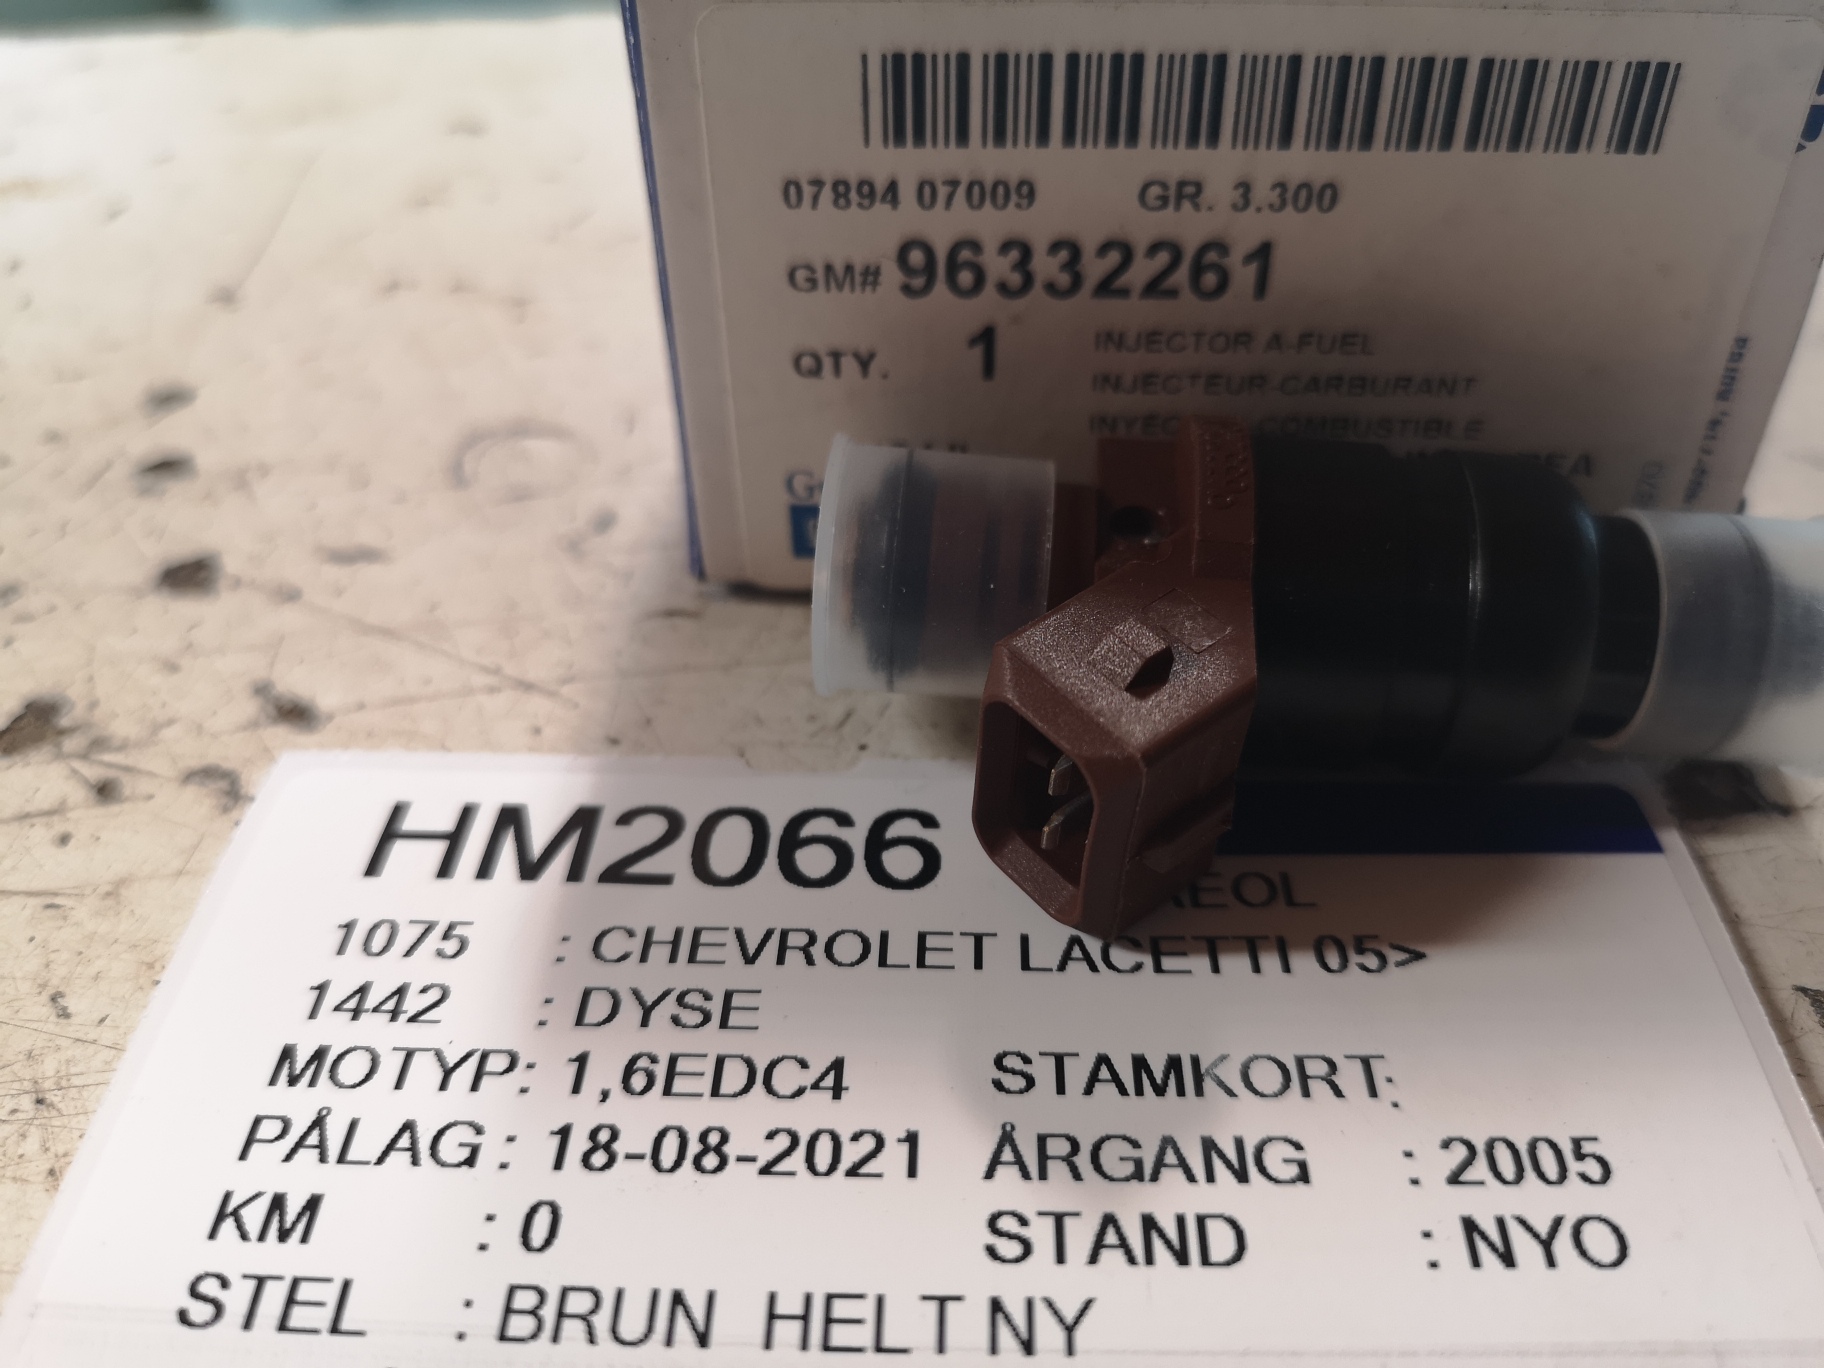 07894 07009 GR. 3.300
GM# 96332261
QTY. 1 INJECTOR A-FUEL
INJECTEUR-CARBURANT
COMBUSTIBLE
HM2066
1075 : CHEVROLET LACETTI 05>
1442 : DYSE
MOTYP: 1,6EDC4 STAMKORT:
PÅLAG: 18-08-2021 ÅRGANG : 2005
KM : 0 STAND : NYO
STEL : BRUN HELT NY